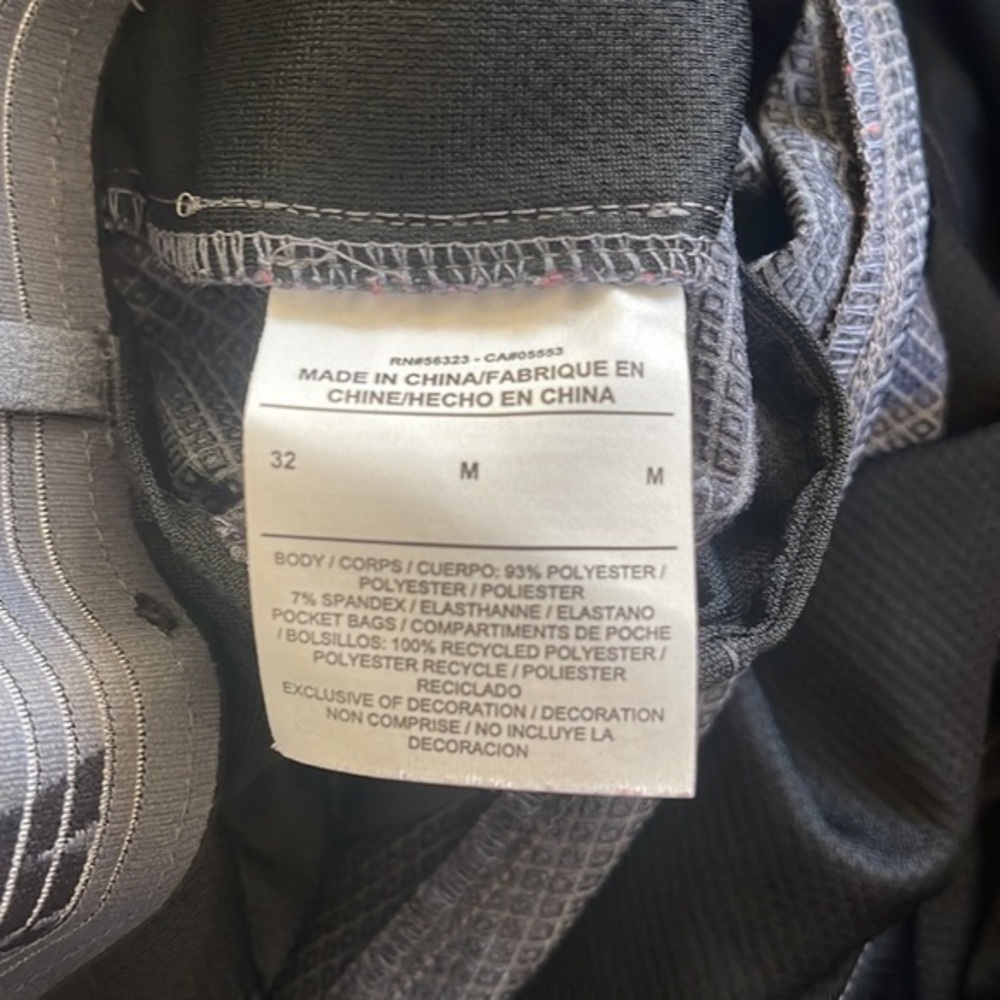 RN#56323 - CA#05553
MADE IN CHINA/FABRIQUE EN
CHINE/HECHO EN CHINA
32 M M
BODY / CORPS / CUERPO: 93% POLYESTER /
POLYESTER / POLIESTER
7% SPANDEX / ELASTHANNE / ELASTANO
POCKET BAGS / COMPARTIMENTS DE POCHE
/ BOLSILLOS: 100% RECYCLED POLYESTER /
POLYESTER RECYCLE / POLIESTER
RECICLADO
EXCLUSIVE OF DECORATION / DECORATION
NON COMPRISE / NO INCLUYE LA
DECORACION